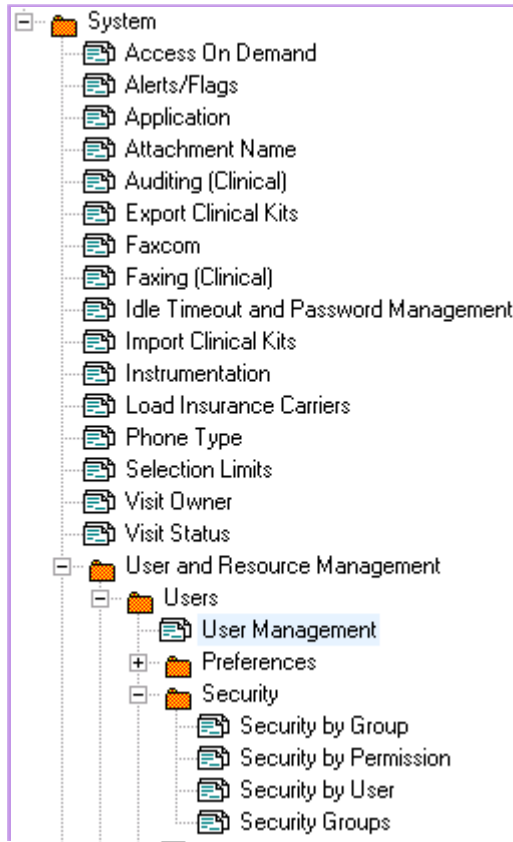 System
Access On Demand
Alerts/Flags
Application
Attachment Name
Auditing (Clinical)
Export Clinical Kits
Faxcom
Faxing (Clinical)
Idle Timeout and Password Management
Import Clinical Kits
Instrumentation
Load Insurance Carriers
Phone Type
Selection Limits
Visit Owner
Visit Status
User and Resource Management
Users
User Management
Preferences
Security
Security by Group
Security by Permission
Security by User
Security Groups